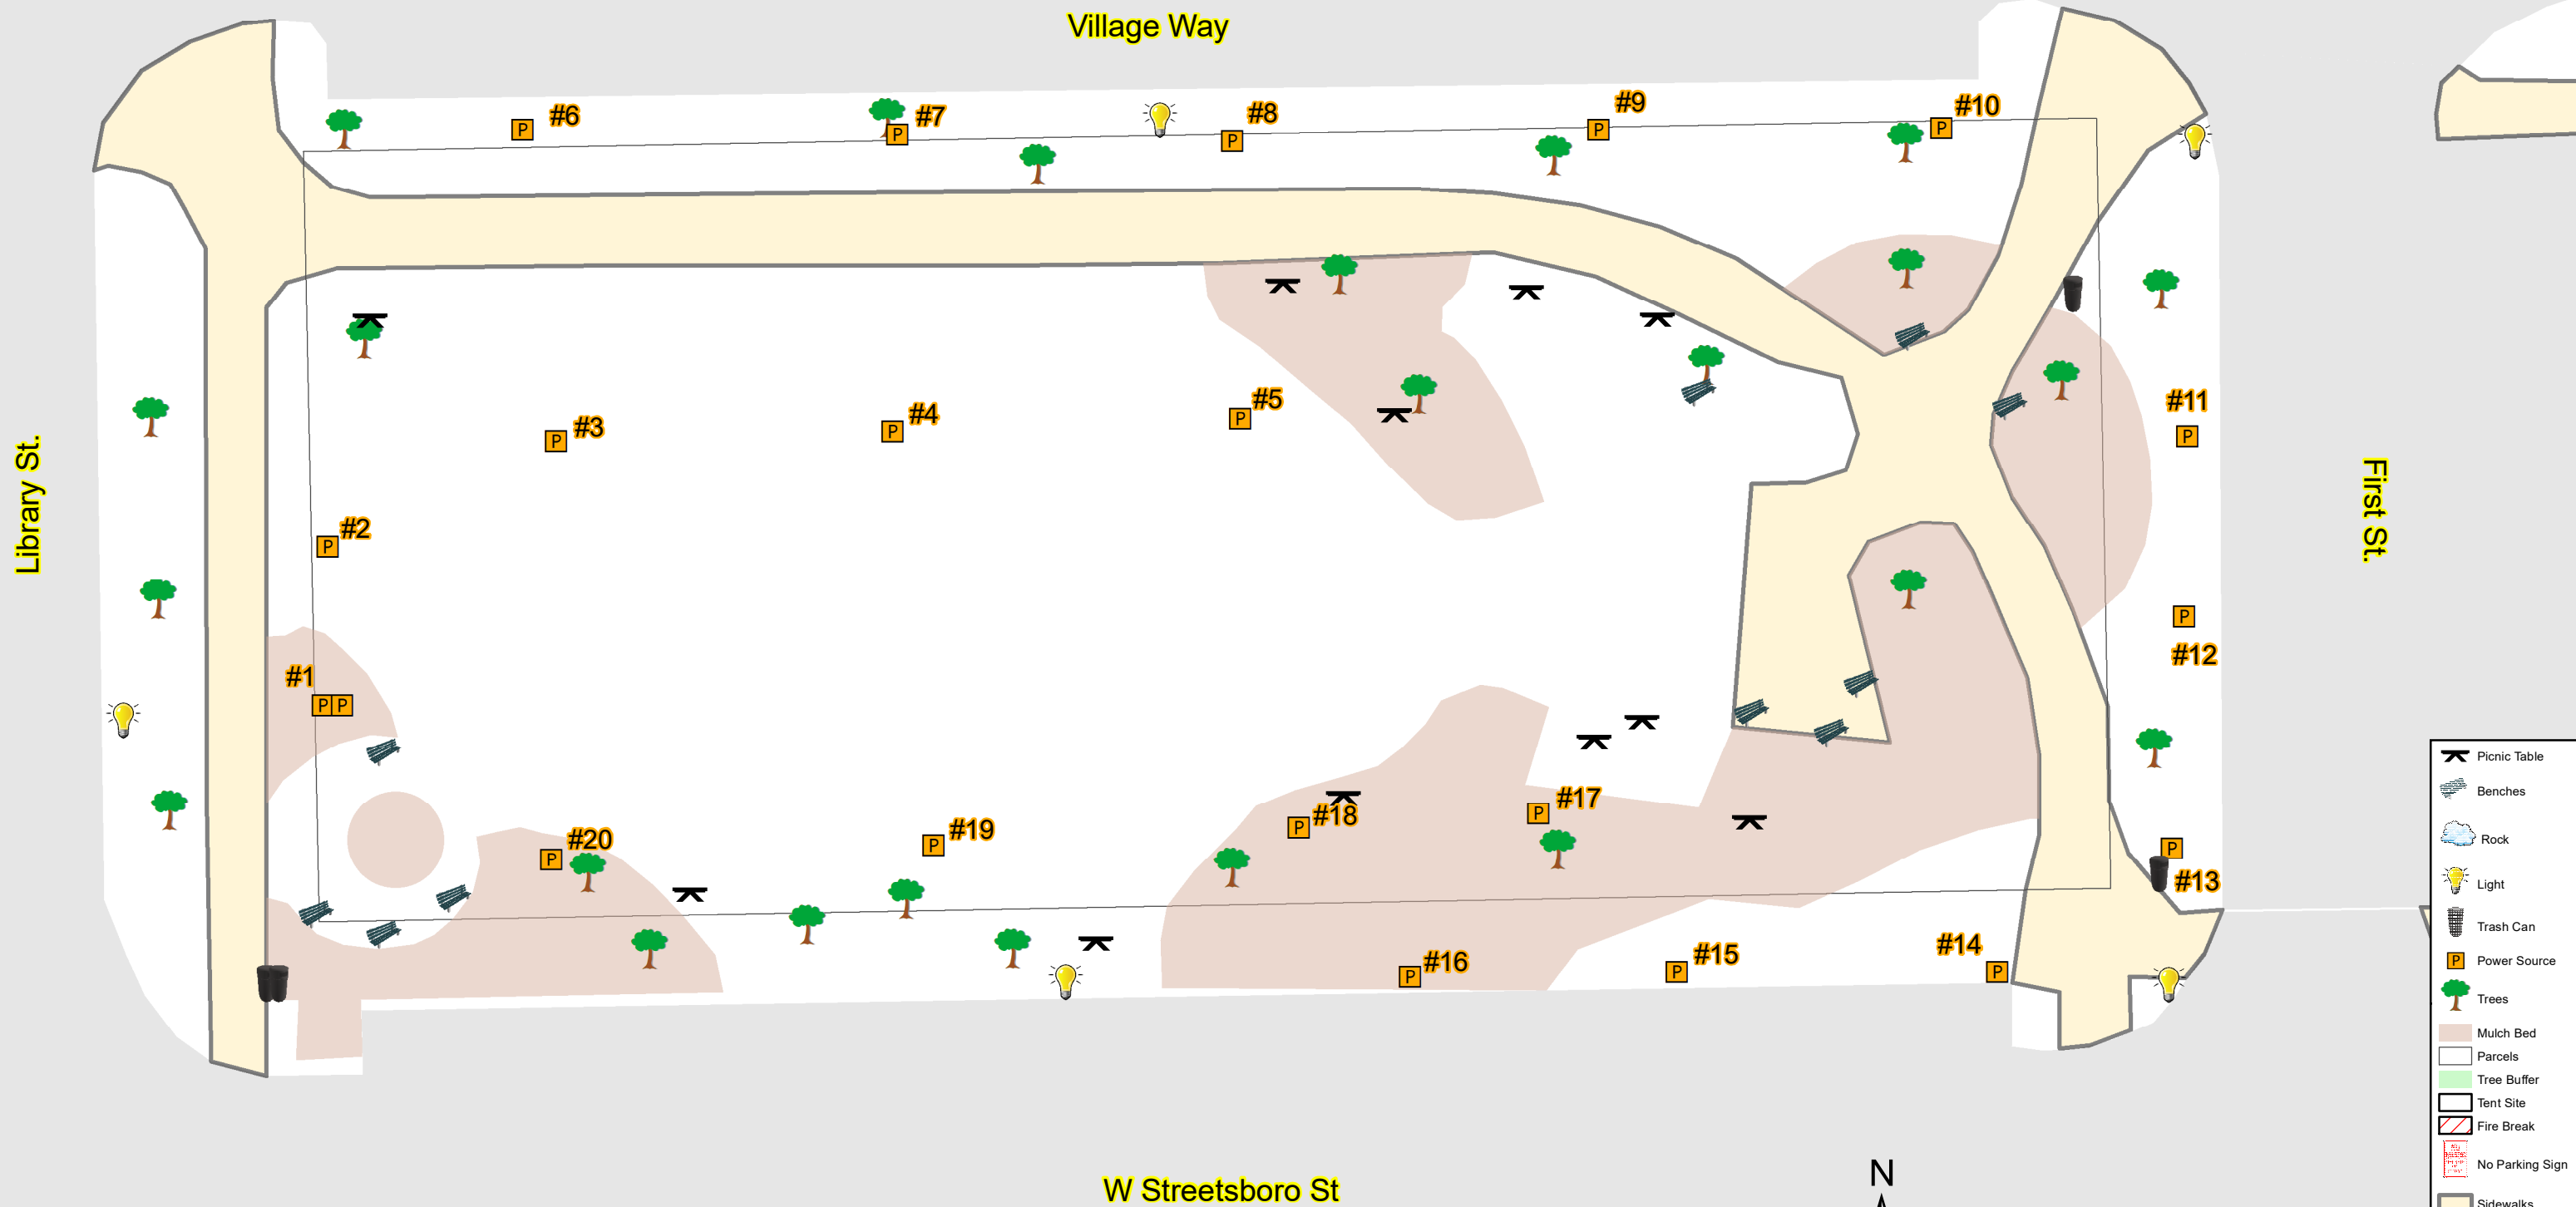 Village Way
#6
#7
#8
#9
#10
P
P
P
P
P
#5
#4
#3
#11
P
P
P
P
#2
P
P
#12
#1
P P
#17
#18
#19
#20
P
P
P
P
P
#13
#14
#15
#16
P
P
P
Library St.
First St.
W Streetsboro St
N
Picnic Table
Benches
Rock
Light
Trash Can
P Power Source
Trees
Mulch Bed
Parcels
Tree Buffer
Tent Site
Fire Break
No Parking Sign
Sidewalks